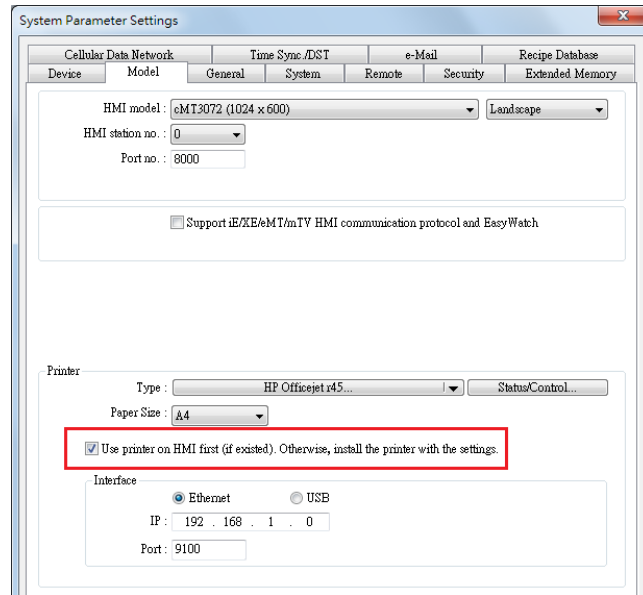 System Parameter Settings
Cellular Data Network Time Sync./DST e-Mail Recipe Database
Device Model General System Remote Security Extended Memory
HMI model : cMT3072 (1024 x 600) Landscape
HMI station no. : 0
Port no. : 8000
Support iE/XE/eMT/mTV HMI communication protocol and EasyWatch
Printer
Type : HP Officejet r45... Status/Control...
Paper Size : A4
Use printer on HMI first (if existed). Otherwise, install the printer with the settings.
Interface
Ethernet USB
IP : 192 . 168 . 1 . 0
Port : 9100